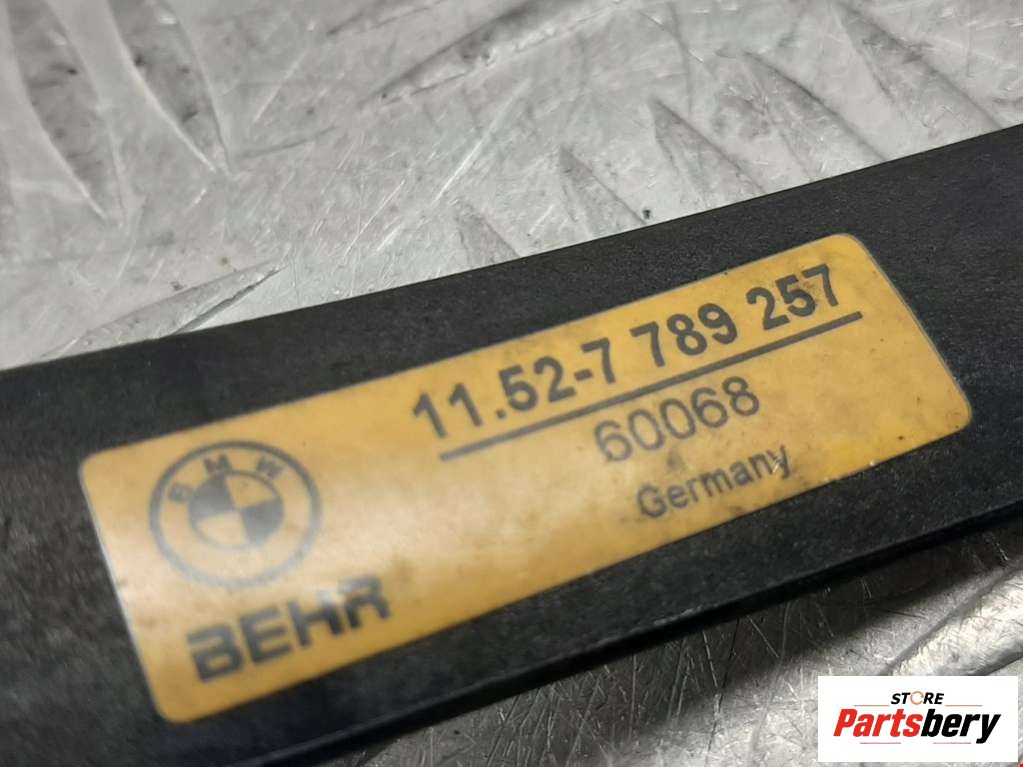 11.52-7 789 257
60068
Germany
BMW
BEHR
STORE
Partsbery